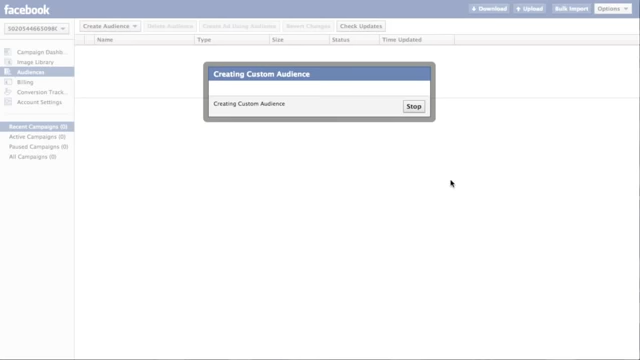 facebook
Download Upload Bulk Import Options
Create Audience Delete Audience Create Ad Using Audience Revert Changes Check Updates
Name Type Size Status Time Updated
Campaign Dashb...
Image Library
Audiences
Billing
Conversion Track...
Account Settings
Recent Campaigns (0)
Active Campaigns (0)
Paused Campaigns (0)
All Campaigns (0)
Creating Custom Audience
Creating Custom Audience
Stop